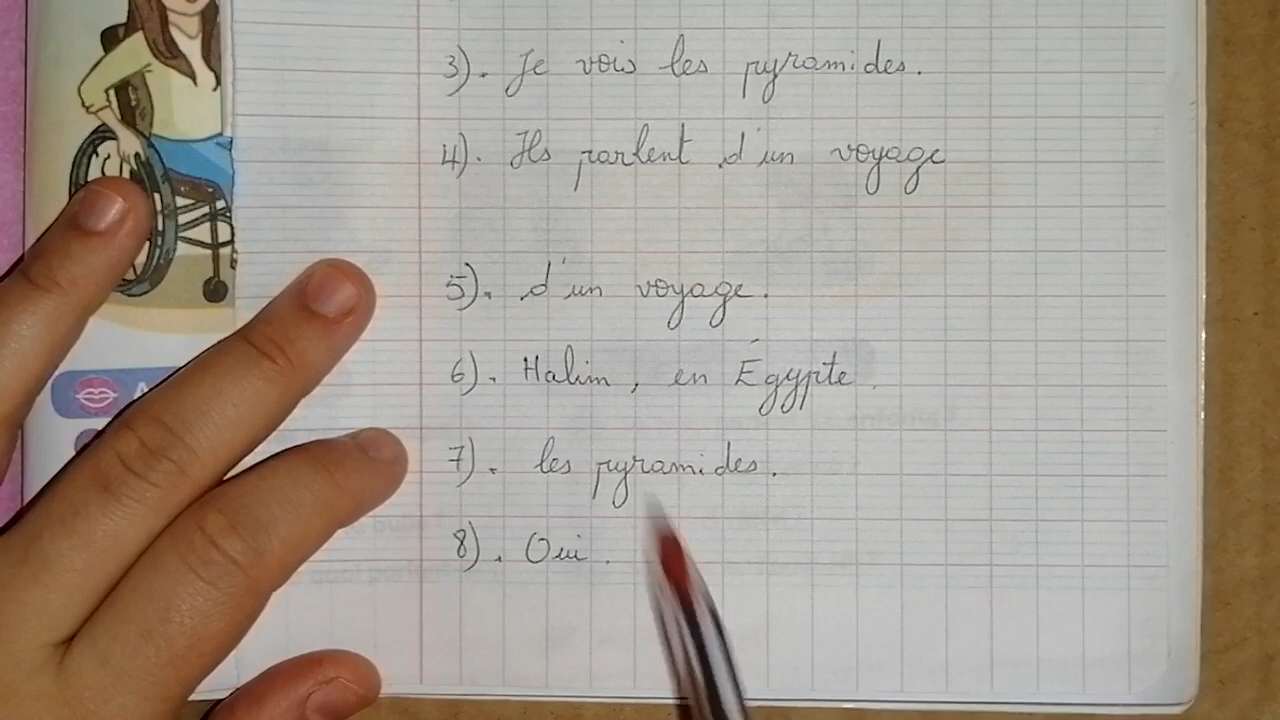 3). Je vois les pyramides.
4). Ils parlent d'un voyage
5). d'un voyage.
6). Halim, en Égypte.
7). les pyramides.
8). Oui.